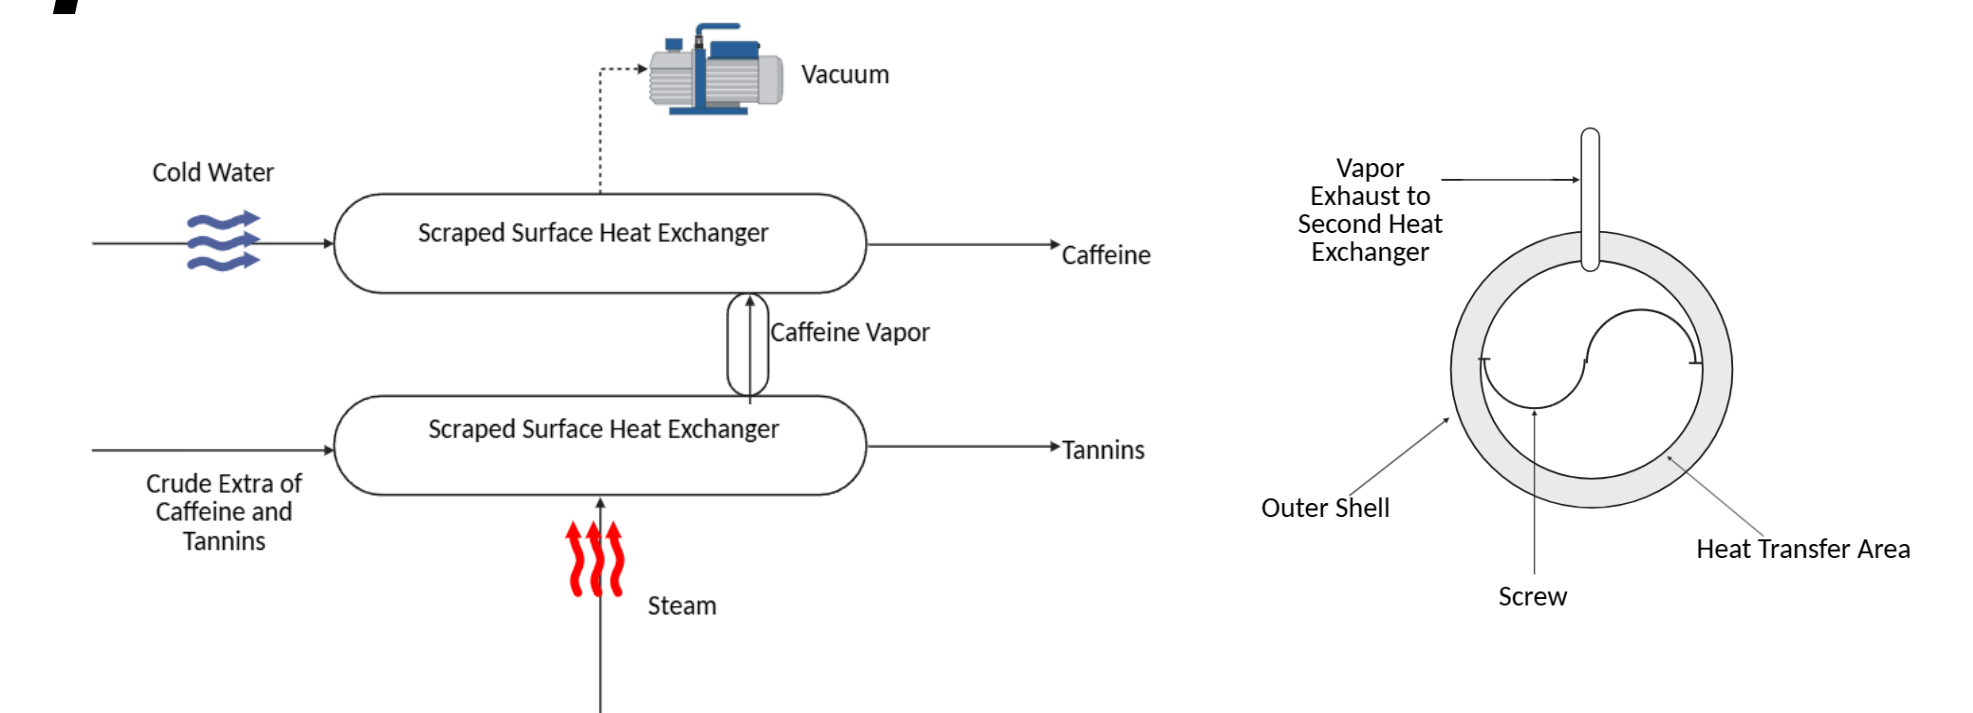 Vacuum
Cold Water
Scraped Surface Heat Exchanger
Caffeine
Caffeine Vapor
Scraped Surface Heat Exchanger
Tannins
Crude Extra of
Caffeine and
Tannins
Steam
Vapor
Exhaust to
Second Heat
Exchanger
Outer Shell
Heat Transfer Area
Screw